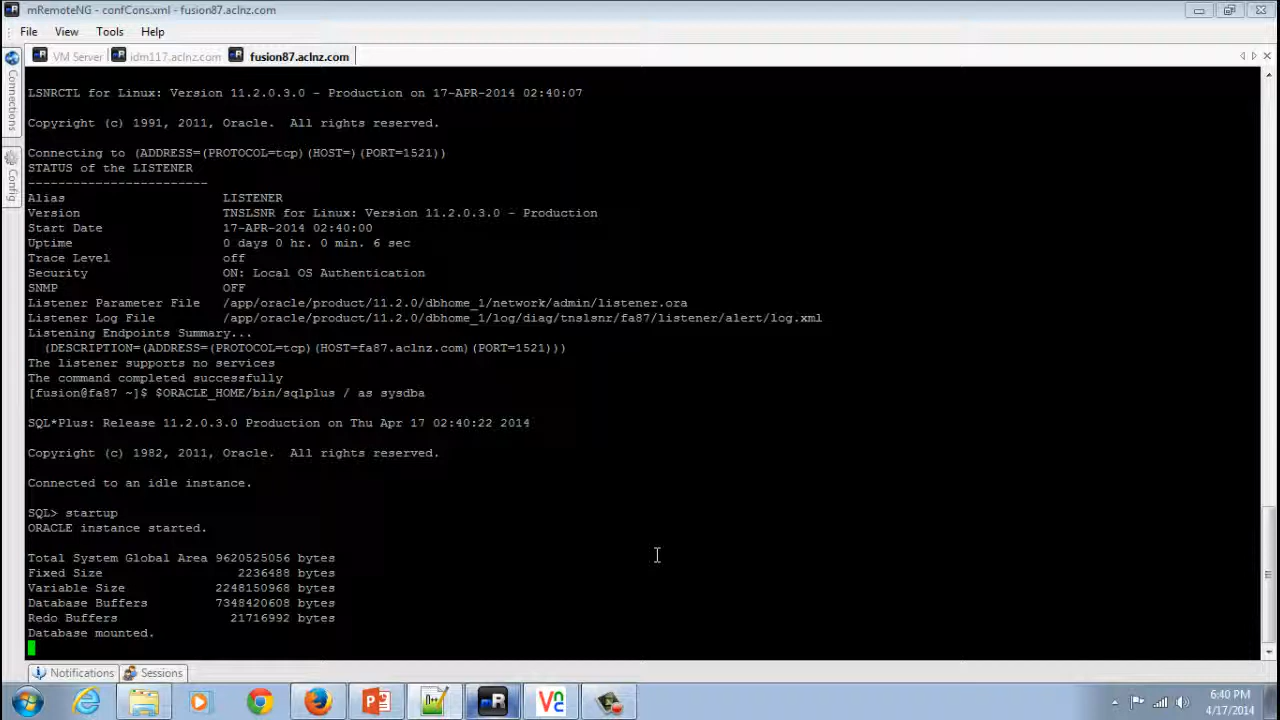 mRemoteNG - confCons.xml - fusion87.aclnz.com
File View Tools Help
VM Server idm117.aclnz.com fusion87.aclnz.com
Connections
Config
LSNRCTL for Linux: Version 11.2.0.3.0 - Production on 17-APR-2014 02:40:07
Copyright (c) 1991, 2011, Oracle.  All rights reserved.
Connecting to (ADDRESS=(PROTOCOL=tcp)(HOST=)(PORT=1521))
STATUS of the LISTENER
------------------------
Alias                     LISTENER
Version                   TNSLSNR for Linux: Version 11.2.0.3.0 - Production
Start Date                17-APR-2014 02:40:00
Uptime                    0 days 0 hr. 0 min. 6 sec
Trace Level               off
Security                  ON: Local OS Authentication
SNMP                      OFF
Listener Parameter File   /app/oracle/product/11.2.0/dbhome_1/network/admin/listener.ora
Listener Log File         /app/oracle/product/11.2.0/dbhome_1/log/diag/tnslsnr/fa87/listener/alert/log.xml
Listening Endpoints Summary...
  (DESCRIPTION=(ADDRESS=(PROTOCOL=tcp)(HOST=fa87.aclnz.com)(PORT=1521)))
The listener supports no services
The command completed successfully
[fusion@fa87 ~]$ $ORACLE_HOME/bin/sqlplus / as sysdba
SQL*Plus: Release 11.2.0.3.0 Production on Thu Apr 17 02:40:22 2014
Copyright (c) 1982, 2011, Oracle.  All rights reserved.
Connected to an idle instance.
SQL> startup
ORACLE instance started.
Total System Global Area 9620525056 bytes
Fixed Size                  2236488 bytes
Variable Size            2248150968 bytes
Database Buffers         7348420608 bytes
Redo Buffers               21716992 bytes
Database mounted.
Notifications Sessions
6:40 PM
4/17/2014